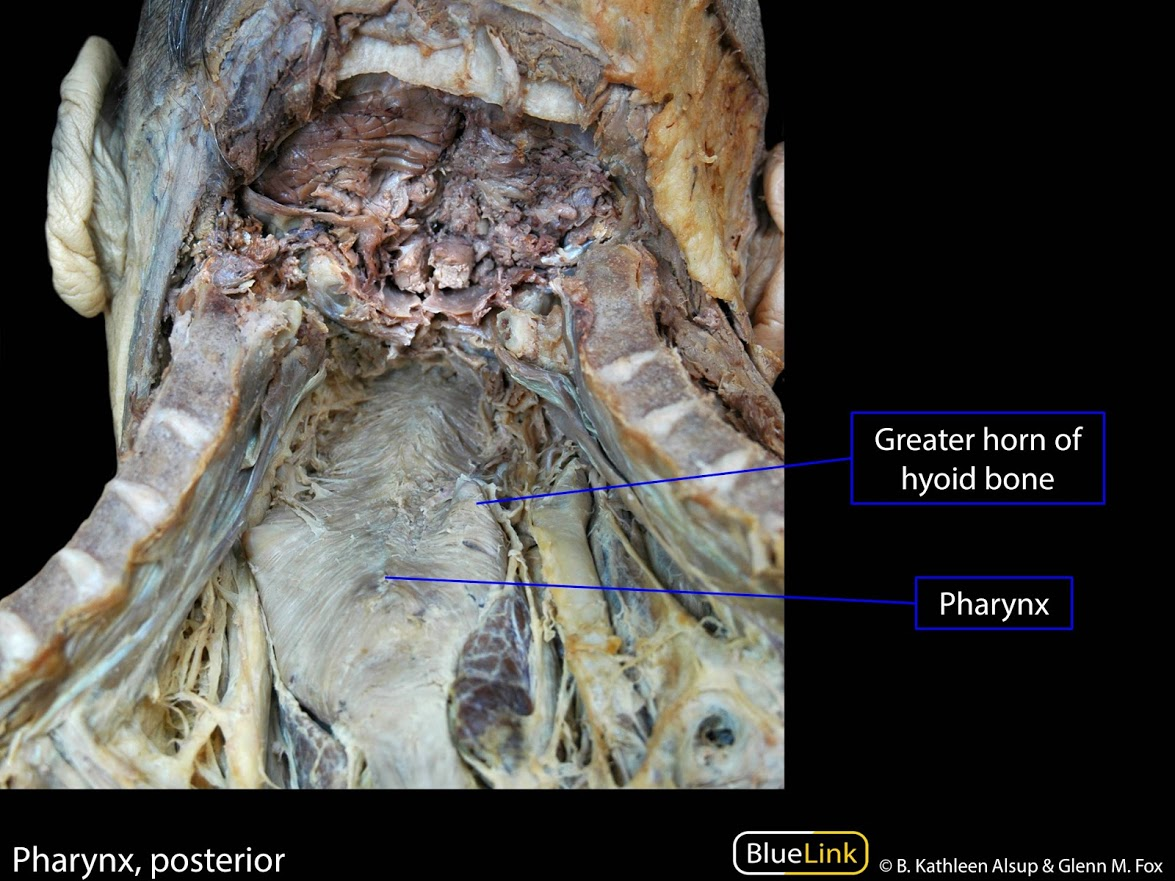 Greater horn of
hyoid bone
Pharynx
Pharynx, posterior
BlueLink
© B. Kathleen Alsup & Glenn M. Fox